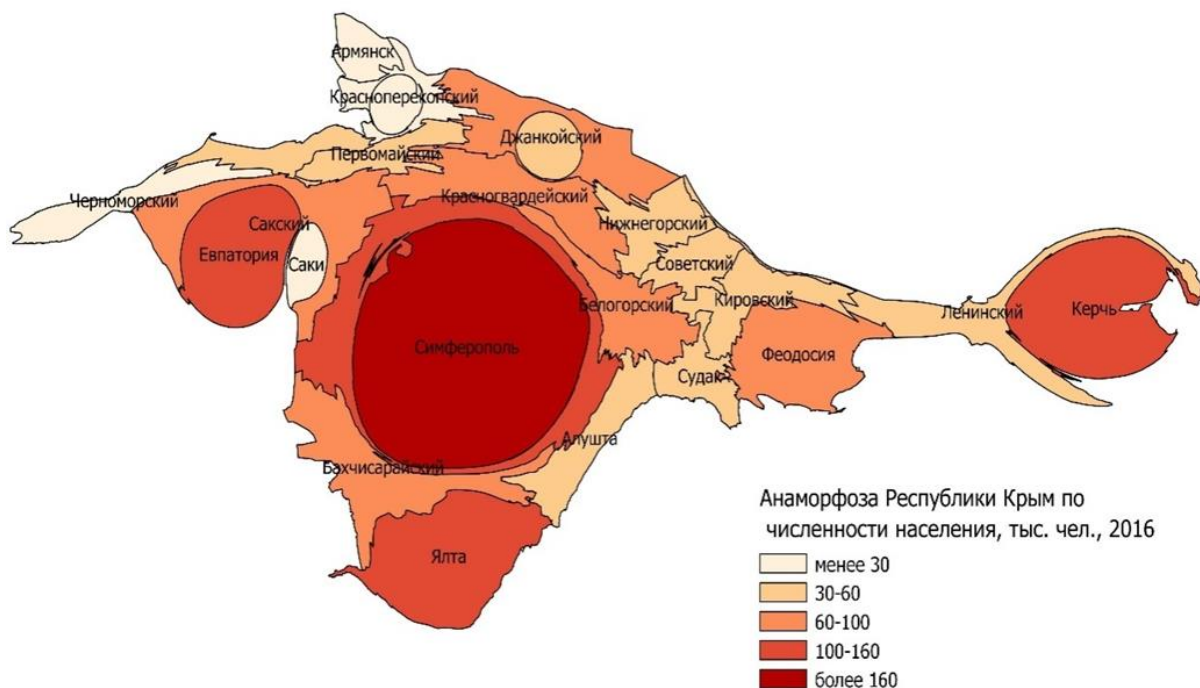 Армянск
Красноперекопский
Джанкойский
Первомайский
Черноморский
Красногвардейский
Сакский
Нижнегорский
Евпатория
Саки
Советский
Белогорский
Кировский
Ленинский
Керчь
Симферополь
Феодосия
Судак
Алушта
Бахчисарайский
Ялта
Анаморфоза Республики Крым по
численности населения, тыс. чел., 2016
менее 30
30-60
60-100
100-160
более 160